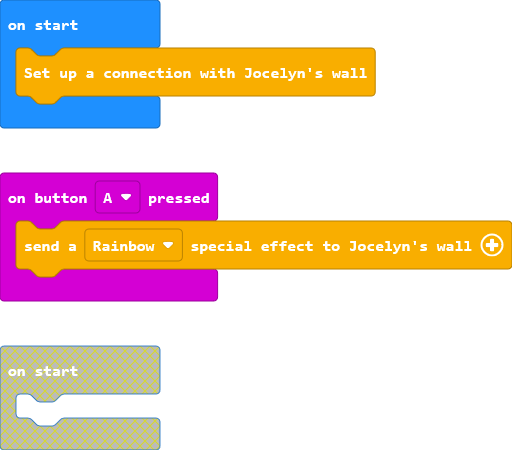 on start
Set up a connection with Jocelyn's wall
on button A pressed
send a Rainbow special effect to Jocelyn's wall
on start